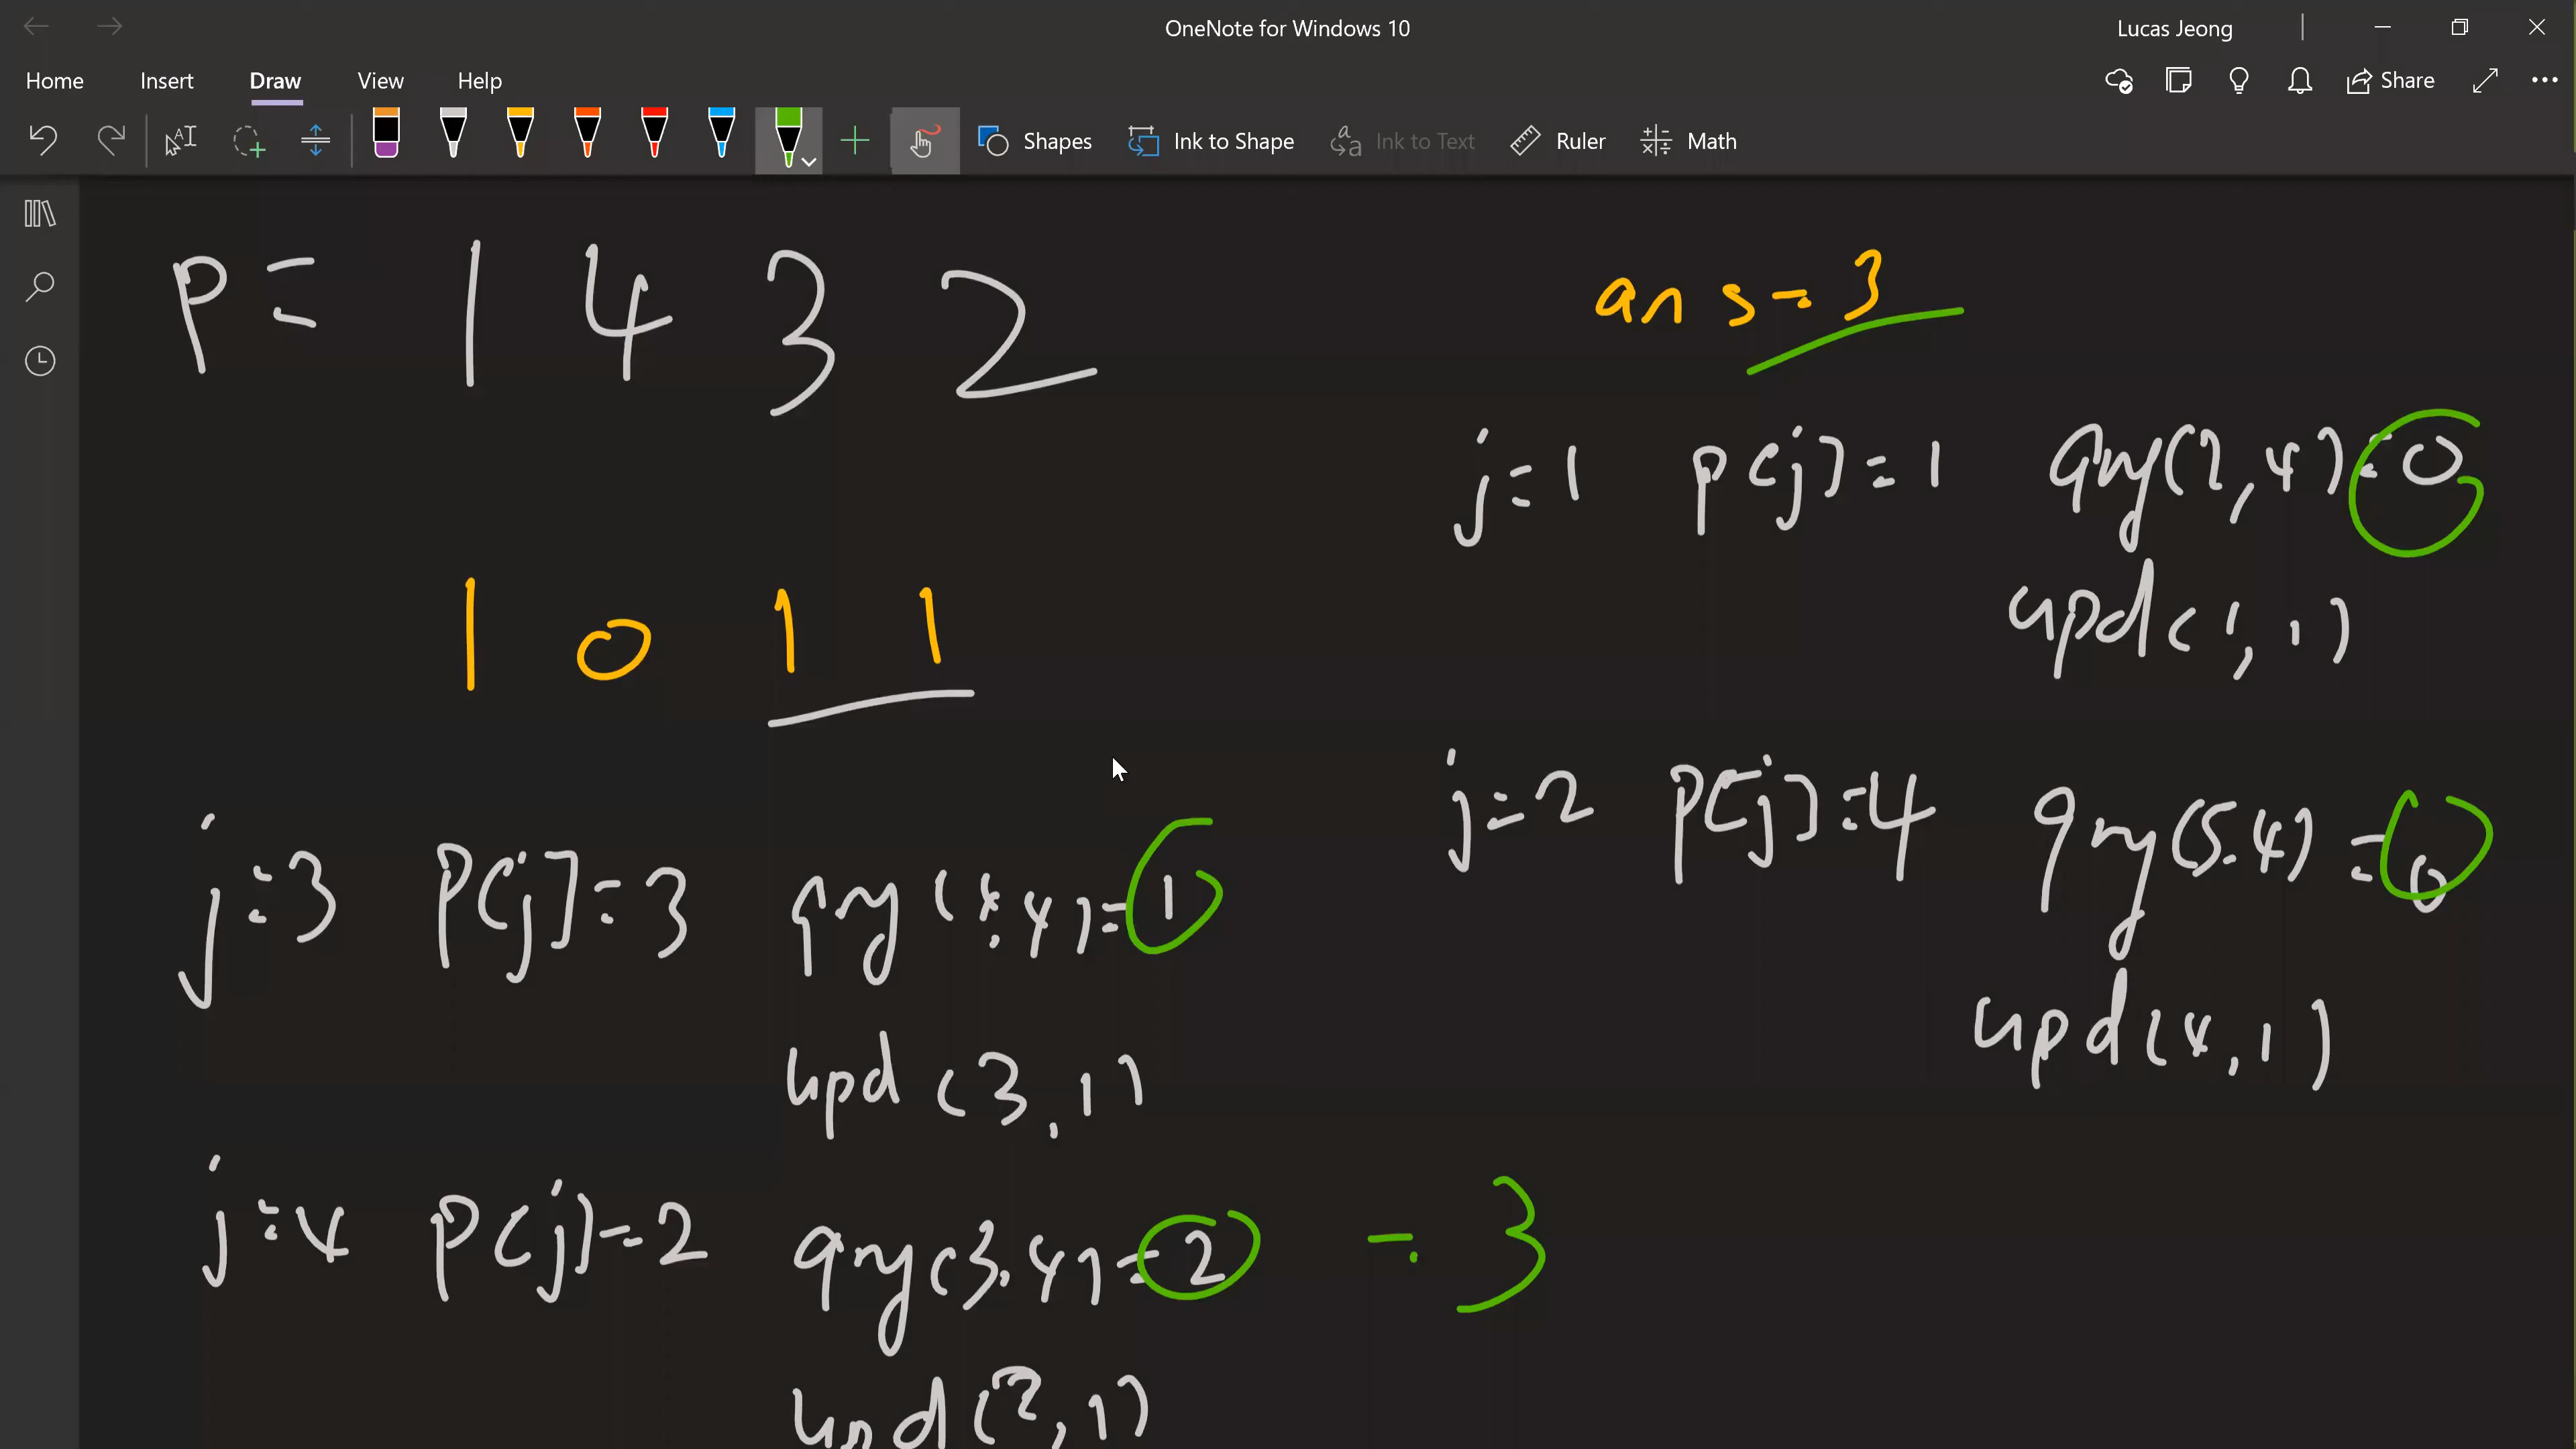 OneNote for Windows 10
Lucas Jeong
Home Insert Draw View Help
Share
Shapes Ink to Shape Ink to Text Ruler Math
P = 1 4 3 2
ans = 3
j=1 P[j]=1 qry(2,4)=0
upd(1,1)
1 0 1 1
j=2 P[j]=4 qry(5,4)=0
upd(4,1)
j=3 P[j]=3 qry(4,4)=1
upd(3,1)
j=4 P[j]=2 qry(3,4)=2 = 3
upd(2,1)